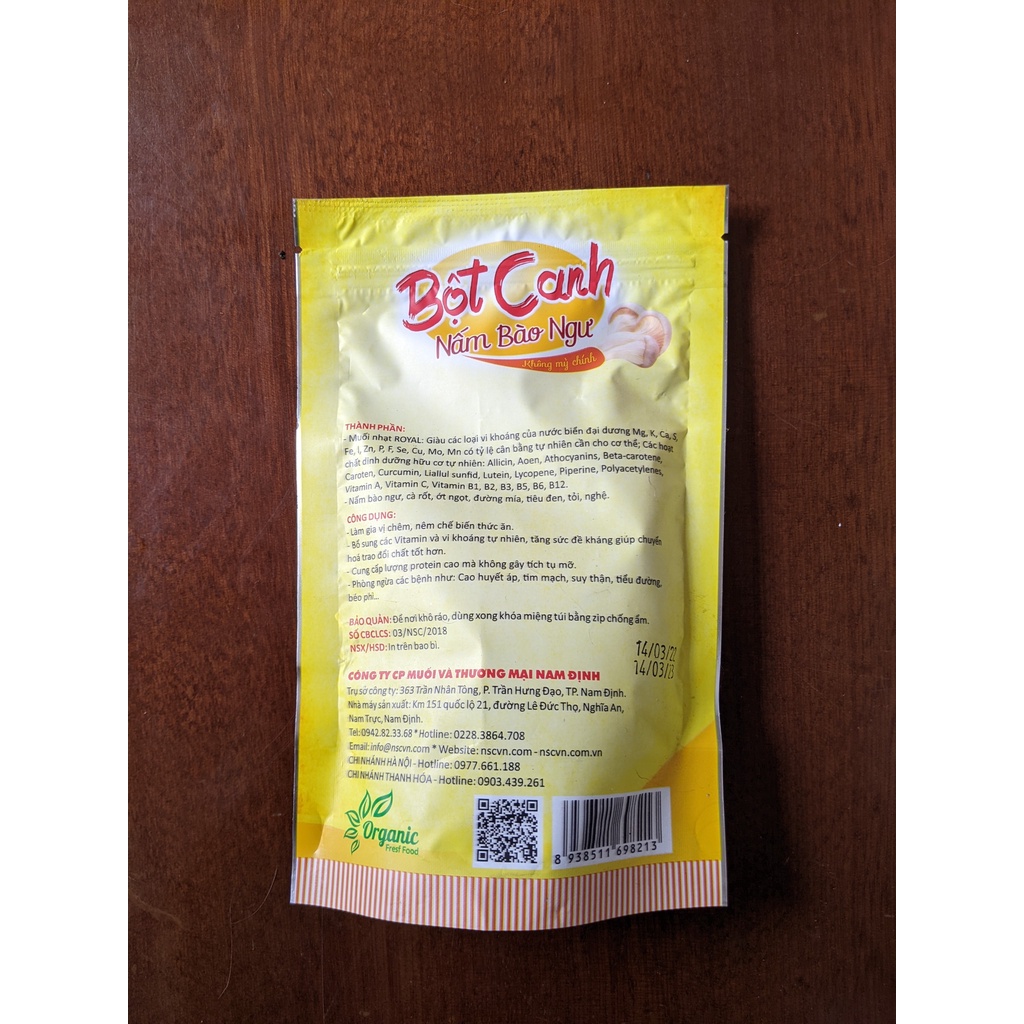 Bột Canh
Nấm Bào Ngư
Không mỳ chính
THÀNH PHẦN:
- Muối nhạt ROYAL: Giàu các loại vi khoáng của nước biển đại dương Mg, K, Ca, S,
Fe, I, Zn, P, F, Se, Cu, Mo, Mn có tỷ lệ cân bằng tự nhiên cần cho cơ thể; Các hoạt
chất dinh dưỡng hữu cơ tự nhiên: Allicin, Aoen, Athocyanins, Beta-carotene,
Caroten, Curcumin, Liallul sunfid, Lutein, Lycopene, Piperine, Polyacetylenes,
Vitamin A, Vitamin C, Vitamin B1, B2, B3, B5, B6, B12.
- Nấm bào ngư, cà rốt, ớt ngọt, đường mía, tiêu đen, tỏi, nghệ.
CÔNG DỤNG:
- Làm gia vị chêm, nêm chế biến thức ăn.
- Bổ sung các Vitamin và vi khoáng tự nhiên, tăng sức đề kháng giúp chuyển
hoá trao đổi chất tốt hơn.
- Cung cấp lượng protein cao mà không gây tích tụ mỡ.
- Phòng ngừa các bệnh như: Cao huyết áp, tim mạch, suy thận, tiểu đường,
béo phì...
BẢO QUẢN: Để nơi khô ráo, dùng xong khóa miệng túi bằng zip chống ẩm.
SỐ CBCLCS: 03/NSC/2018
NSX/HSD: In trên bao bì.
14/03/22
14/03/23
CÔNG TY CP MUỐI VÀ THƯƠNG MẠI NAM ĐỊNH
Trụ sở công ty: 363 Trần Nhân Tông, P. Trần Hưng Đạo, TP. Nam Định.
Nhà máy sản xuất: Km 151 quốc lộ 21, đường Lê Đức Thọ, Nghĩa An,
Nam Trực, Nam Định.
Tel: 0942.82.33.68 * Hotline: 0228.3864.708
Email: info@nscvn.com * Website: nscvn.com - nscvn.com.vn
CHI NHÁNH HÀ NỘI - Hotline: 0977.661.188
CHI NHÁNH THANH HÓA - Hotline: 0903.439.261
Organic
Frest Food
8 938511 698213